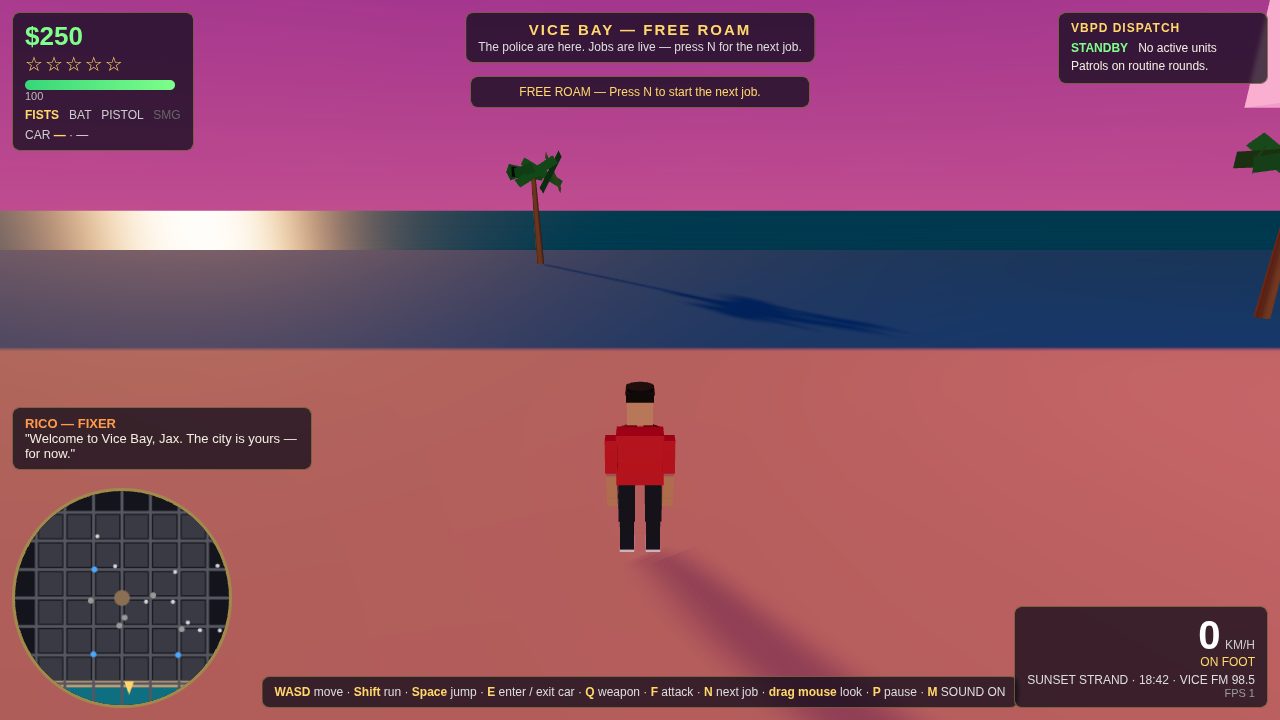 $250
☆☆☆☆☆
100
FISTS BAT PISTOL SMG
CAR — · —
VICE BAY — FREE ROAM
The police are here. Jobs are live — press N for the next job.
FREE ROAM — Press N to start the next job.
VBPD DISPATCH
STANDBY No active units
Patrols on routine rounds.
RICO — FIXER
"Welcome to Vice Bay, Jax. The city is yours —
for now."
WASD move · Shift run · Space jump · E enter / exit car · Q weapon · F attack · N next job · drag mouse look · P pause · M SOUND ON
0 KM/H
ON FOOT
SUNSET STRAND · 18:42 · VICE FM 98.5
FPS 1